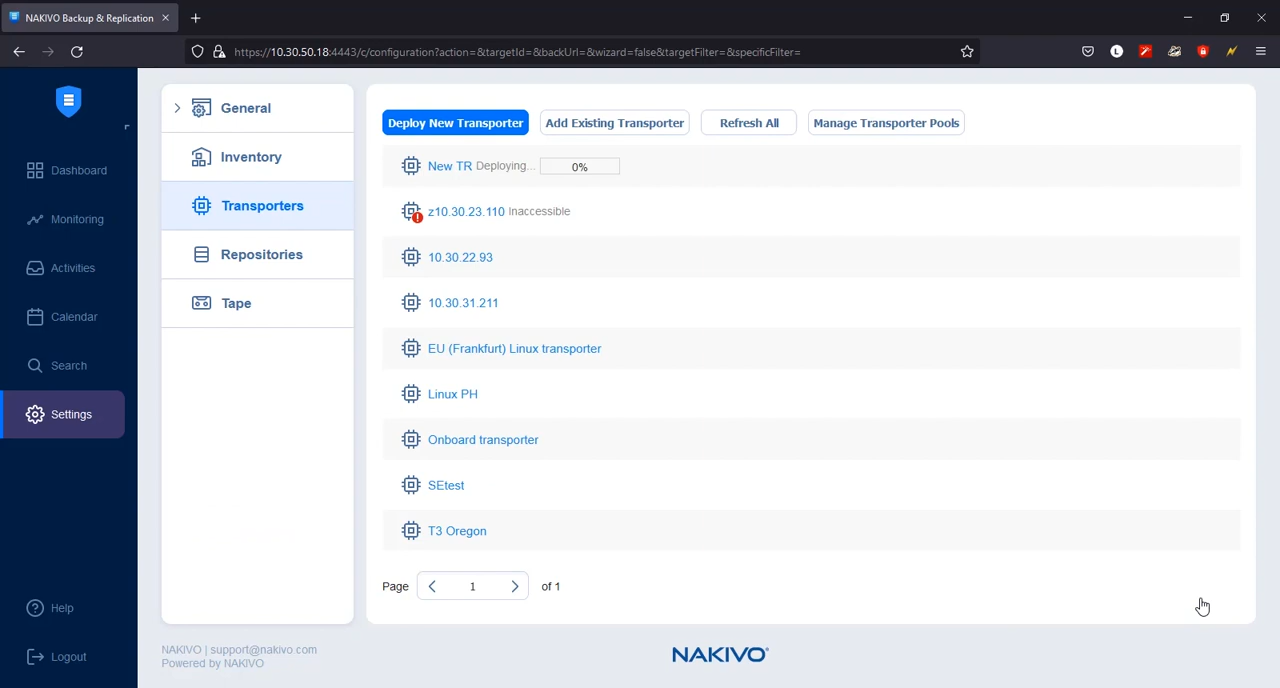 NAKIVO Backup & Replication
https://10.30.50.18:4443/c/configuration?action=&targetId=&backUrl=&wizard=false&targetFilter=&specificFilter=
L
Dashboard
Monitoring
Activities
Calendar
Search
Settings
Help
Logout
General
Inventory
Transporters
Repositories
Tape
Deploy New Transporter
Add Existing Transporter
Refresh All
Manage Transporter Pools
New TR Deploying... 0%
z10.30.23.110 Inaccessible
10.30.22.93
10.30.31.211
EU (Frankfurt) Linux transporter
Linux PH
Onboard transporter
SEtest
T3 Oregon
Page 1 of 1
NAKIVO | support@nakivo.com
Powered by NAKIVO
NAKIVO®